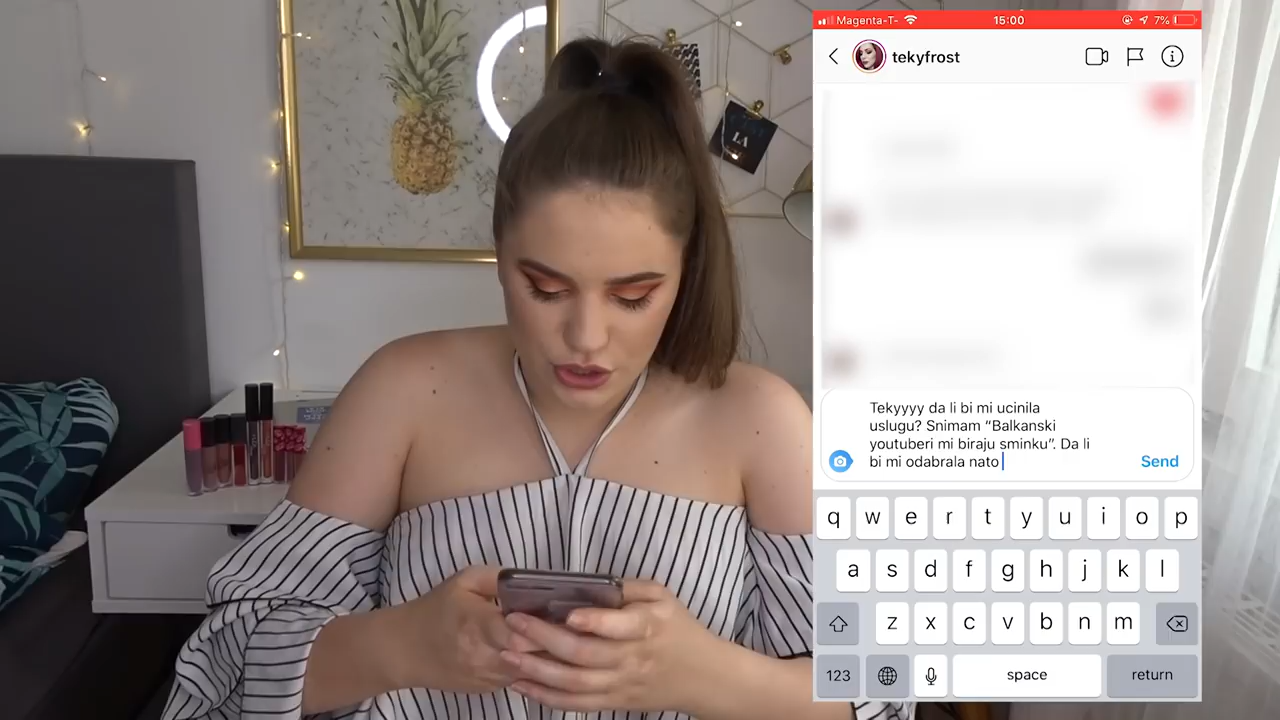 Magenta-T- 15:00 7%
tekyfrost
LA
Tekyyyy da li bi mi ucinila
uslugu? Snimam “Balkanski
youtuberi mi biraju sminku”. Da li
bi mi odabrala nato
Send
q w e r t y u i o p
a s d f g h j k l
z x c v b n m
123 space return